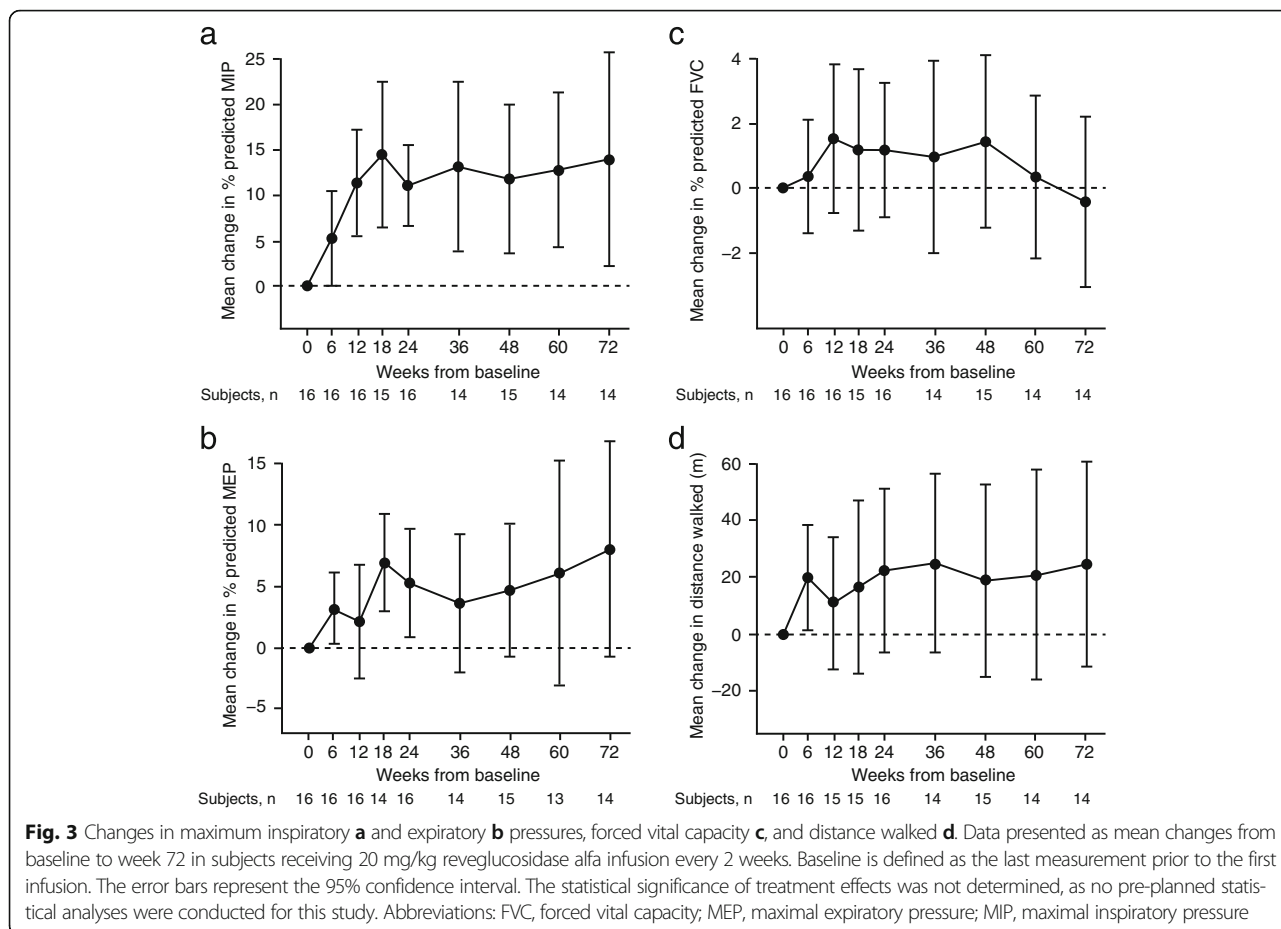 a
25
20
15
10
5
0
Mean change in % predicted MIP
0 6 12 18 24 36 48 60 72
Weeks from baseline
Subjects, n 16 16 16 15 16 14 15 14 14
c
4
2
0
−2
Mean change in % predicted FVC
0 6 12 18 24 36 48 60 72
Weeks from baseline
Subjects, n 16 16 16 15 16 14 15 14 14
b
15
10
5
0
−5
Mean change in % predicted MEP
0 6 12 18 24 36 48 60 72
Weeks from baseline
Subjects, n 16 16 16 14 16 14 15 13 14
d
60
40
20
0
−20
Mean change in distance walked (m)
0 6 12 18 24 36 48 60 72
Weeks from baseline
Subjects, n 16 16 15 15 16 14 15 14 14
Fig. 3 Changes in maximum inspiratory a and expiratory b pressures, forced vital capacity c, and distance walked d. Data presented as mean changes from
baseline to week 72 in subjects receiving 20 mg/kg reveglucosidase alfa infusion every 2 weeks. Baseline is defined as the last measurement prior to the first
infusion. The error bars represent the 95% confidence interval. The statistical significance of treatment effects was not determined, as no pre-planned statis-
tical analyses were conducted for this study. Abbreviations: FVC, forced vital capacity; MEP, maximal expiratory pressure; MIP, maximal inspiratory pressure